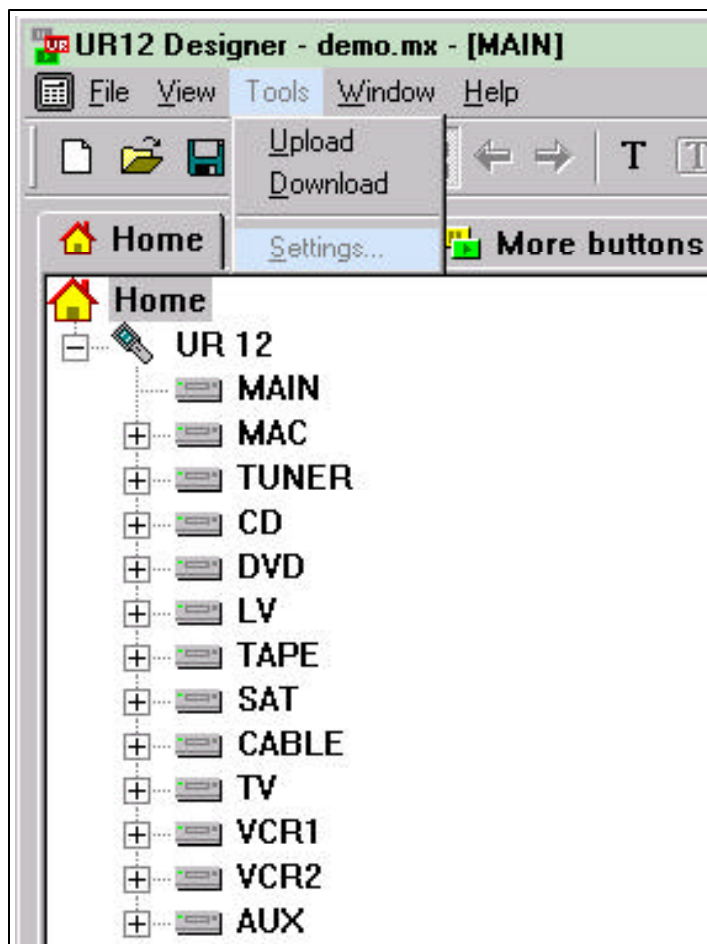 UR12 Designer - demo.mx - [MAIN]
File View Tools Window Help
Upload
Download
Settings...
T T
Home More buttons
Home
UR 12
MAIN
MAC
TUNER
CD
DVD
LV
TAPE
SAT
CABLE
TV
VCR1
VCR2
AUX